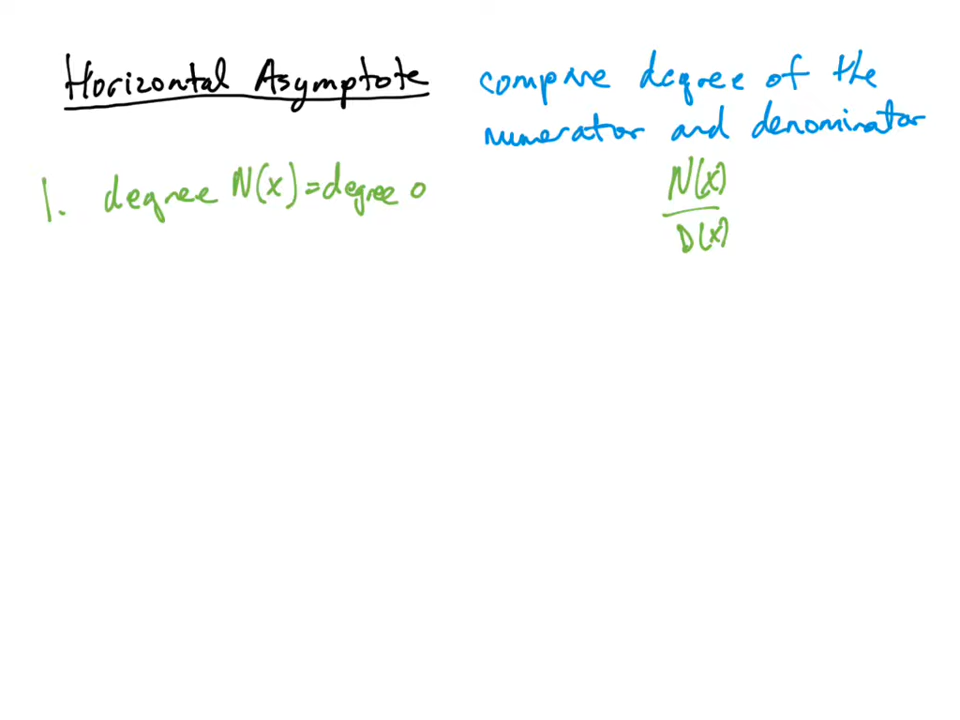 Horizontal Asymptote
compare degree of the
numerator and denominator
1. degree N(x) = degree o
N(x)
D(x)